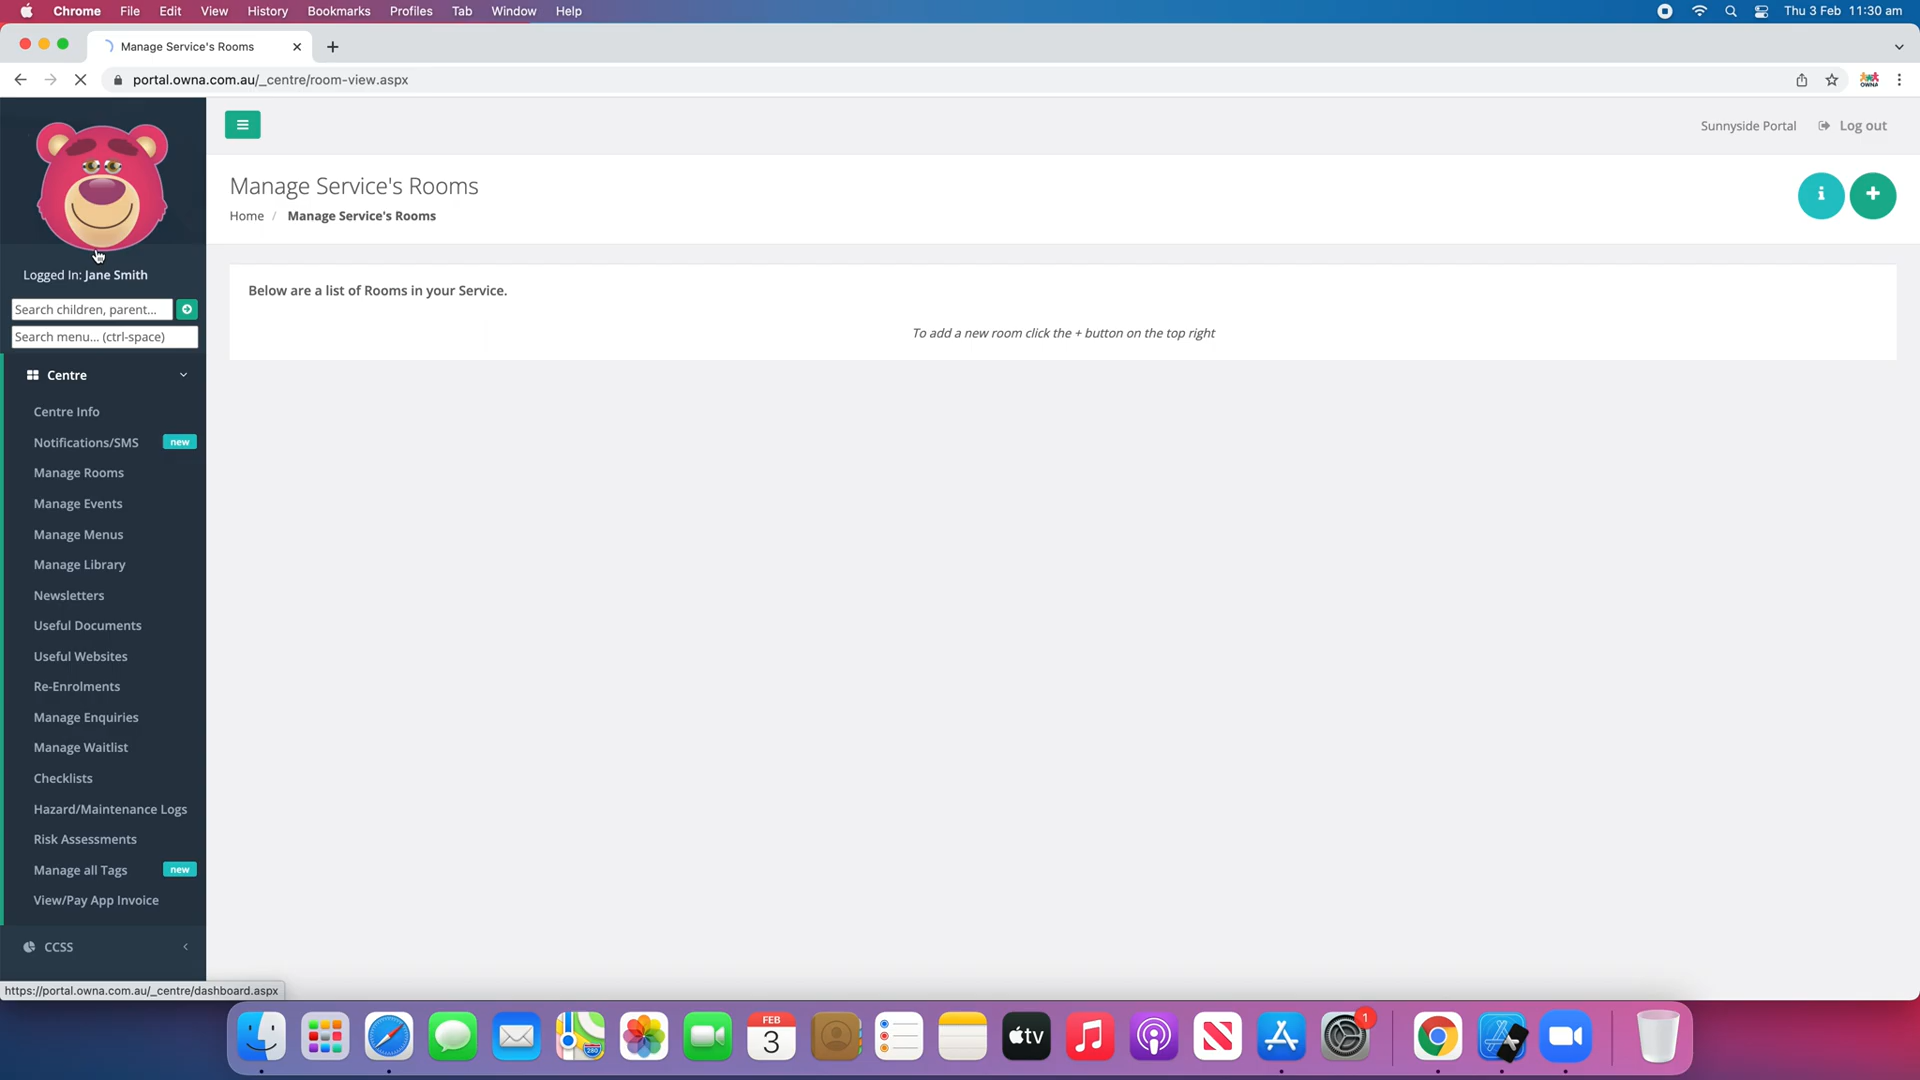 Chrome File Edit View History Bookmarks Profiles Tab Window Help Thu 3 Feb 11:30 am
Manage Service's Rooms
portal.owna.com.au/_centre/room-view.aspx
OWNA
Sunnyside Portal Log out
Manage Service's Rooms
Home / Manage Service's Rooms
Logged In: Jane Smith
Search children, parent...
Search menu... (ctrl-space)
Below are a list of Rooms in your Service.
To add a new room click the + button on the top right
Centre
Centre Info
Notifications/SMS new
Manage Rooms
Manage Events
Manage Menus
Manage Library
Newsletters
Useful Documents
Useful Websites
Re-Enrolments
Manage Enquiries
Manage Waitlist
Checklists
Hazard/Maintenance Logs
Risk Assessments
Manage all Tags new
View/Pay App Invoice
CCSS
https://portal.owna.com.au/_centre/dashboard.aspx
FEB
3
280
tv
1